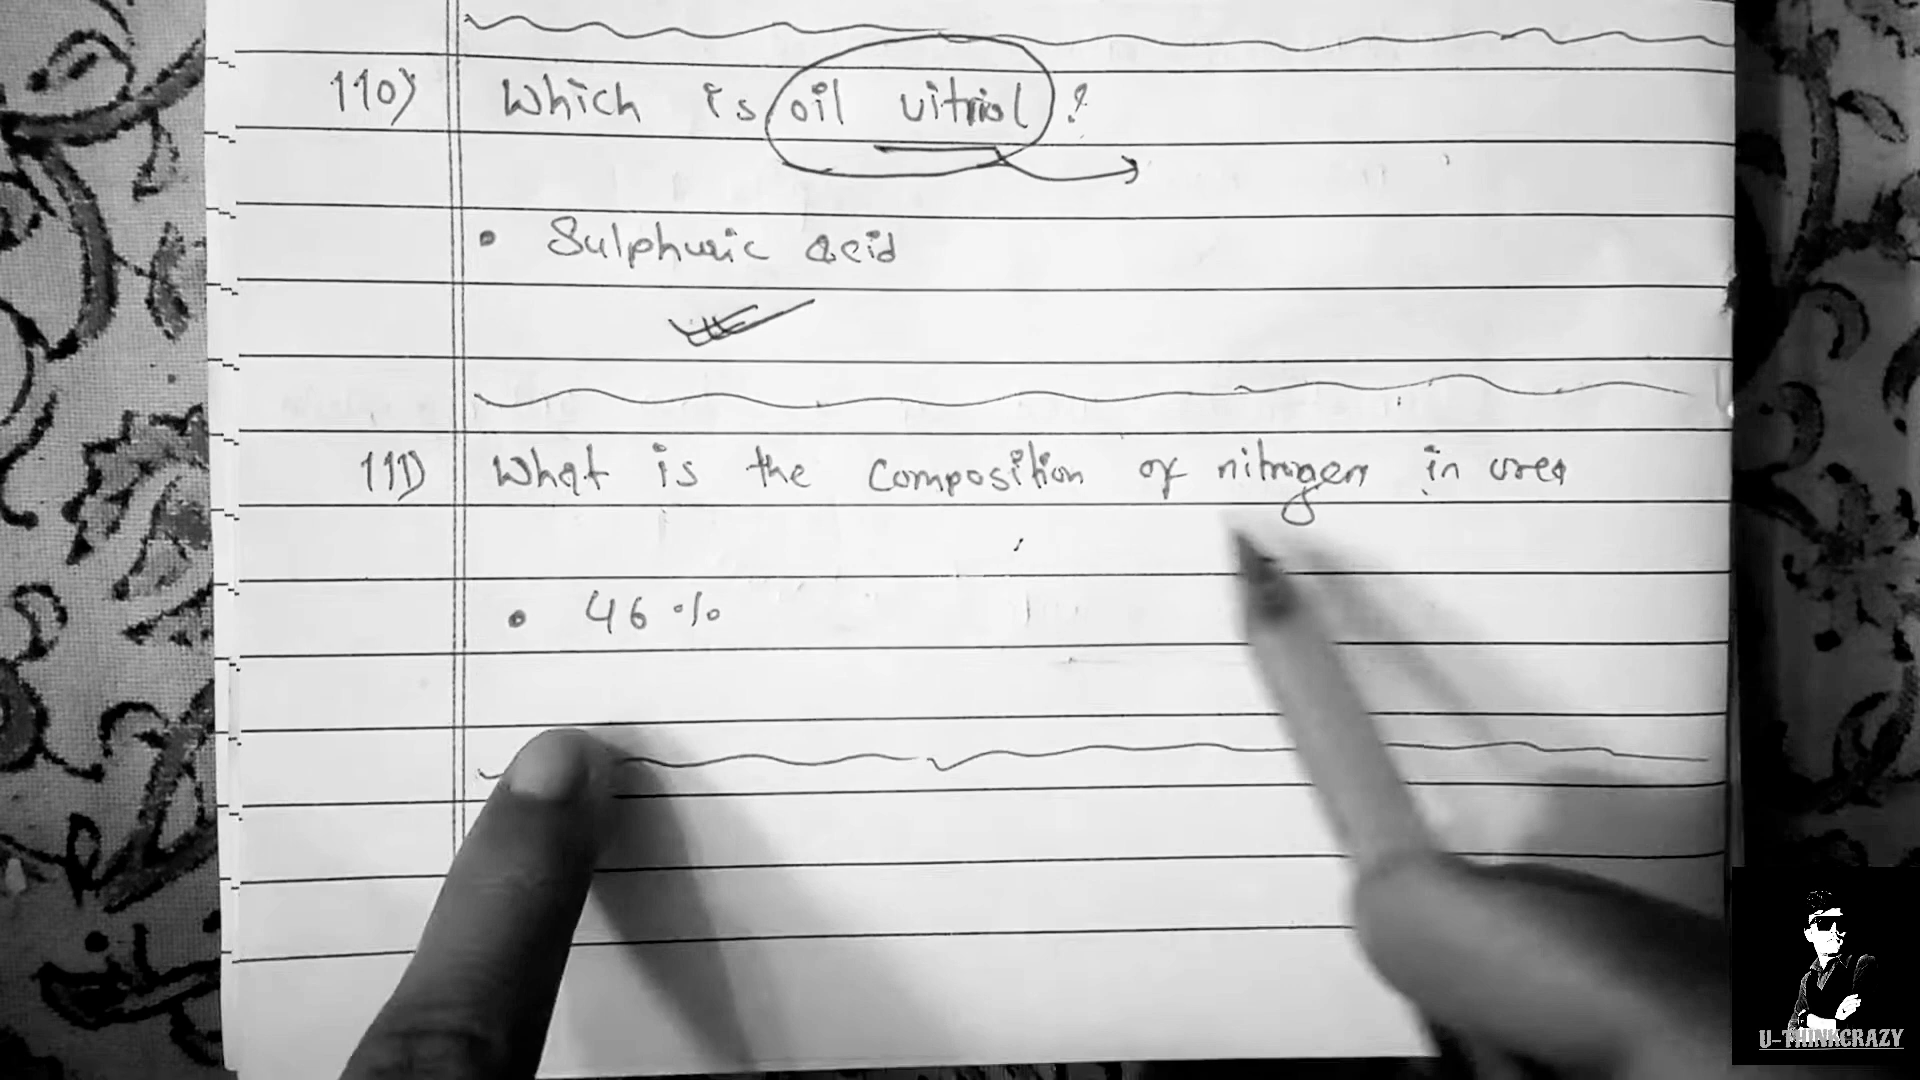 110) Which is oil vitriol ?
• Sulphuric acid
111) What is the composition of nitrogen in urea
• 46 %
U-THINKCRAZY